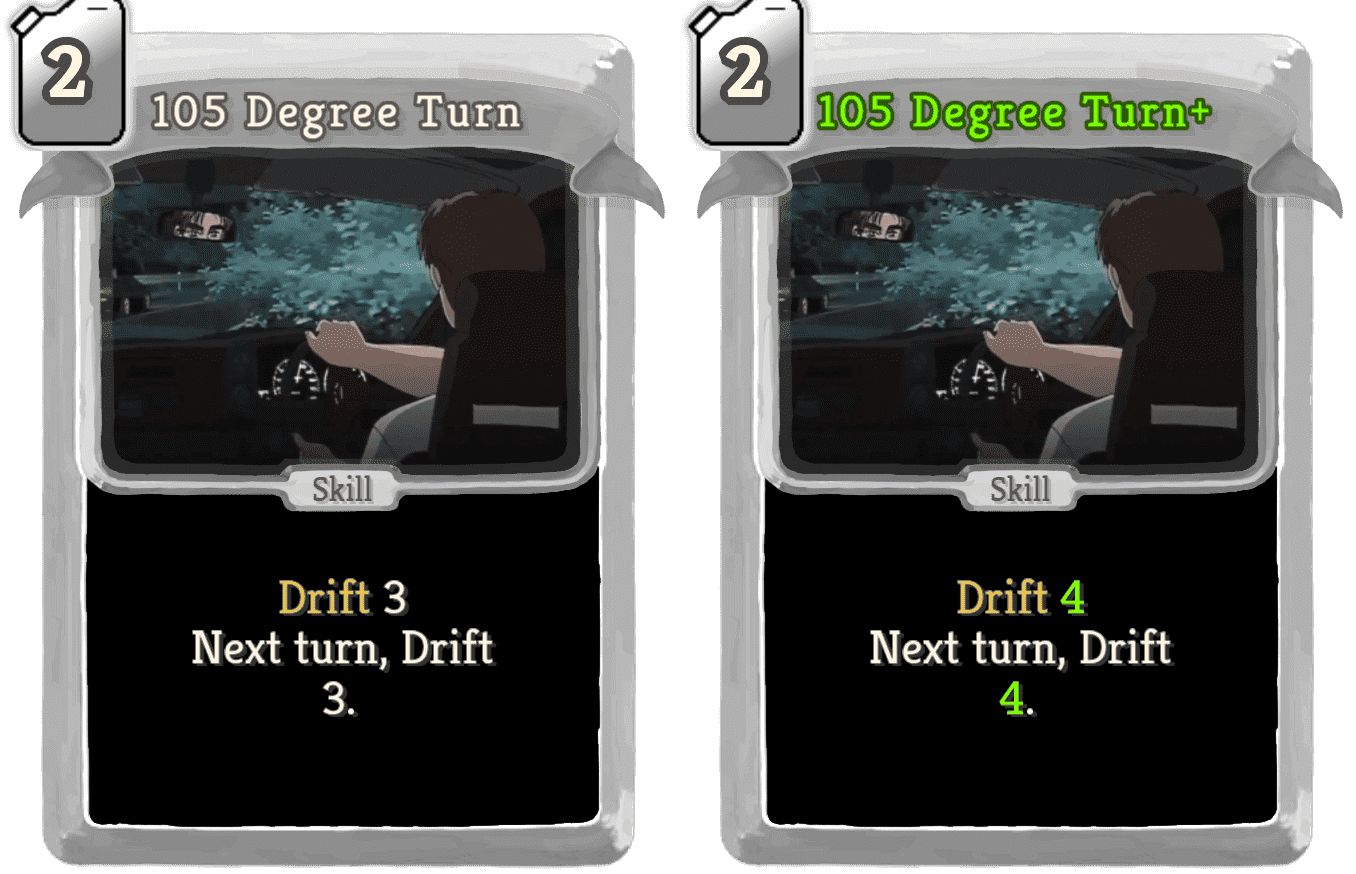 2
105 Degree Turn
Skill
Drift 3
Next turn, Drift
3.
2
105 Degree Turn+
Skill
Drift 4
Next turn, Drift
4.